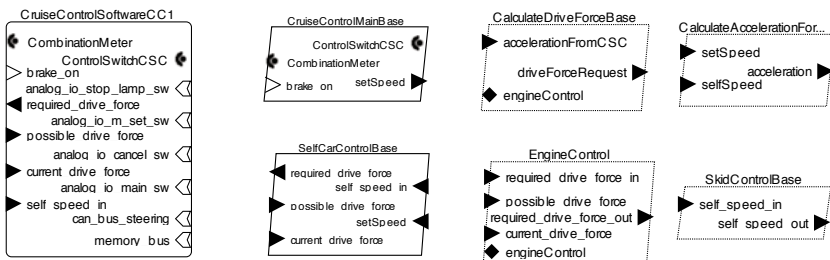 CruiseControlSoftwareCC1
CombinationMeter
ControlSwitchCSC
brake_on
analog_io_stop_lamp_sw
required_drive_force
analog_io_m_set_sw
possible drive force
analog io cancel sw
current drive force
analog io main sw
self speed in
can_bus_steering
memory bus
CruiseControlMainBase
ControlSwitchCSC
CombinationMeter
setSpeed
brake on
CalculateDriveForceBase
accelerationFromCSC
driveForceRequest
engineControl
CalculateAccelerationFor...
setSpeed
acceleration
selfSpeed
SelfCarControlBase
required drive force
self speed in
possible drive force
setSpeed
current drive force
EngineControl
required drive force in
possible drive force
required_drive_force_out
current_drive_force
engineControl
SkidControlBase
self_speed_in
self speed out